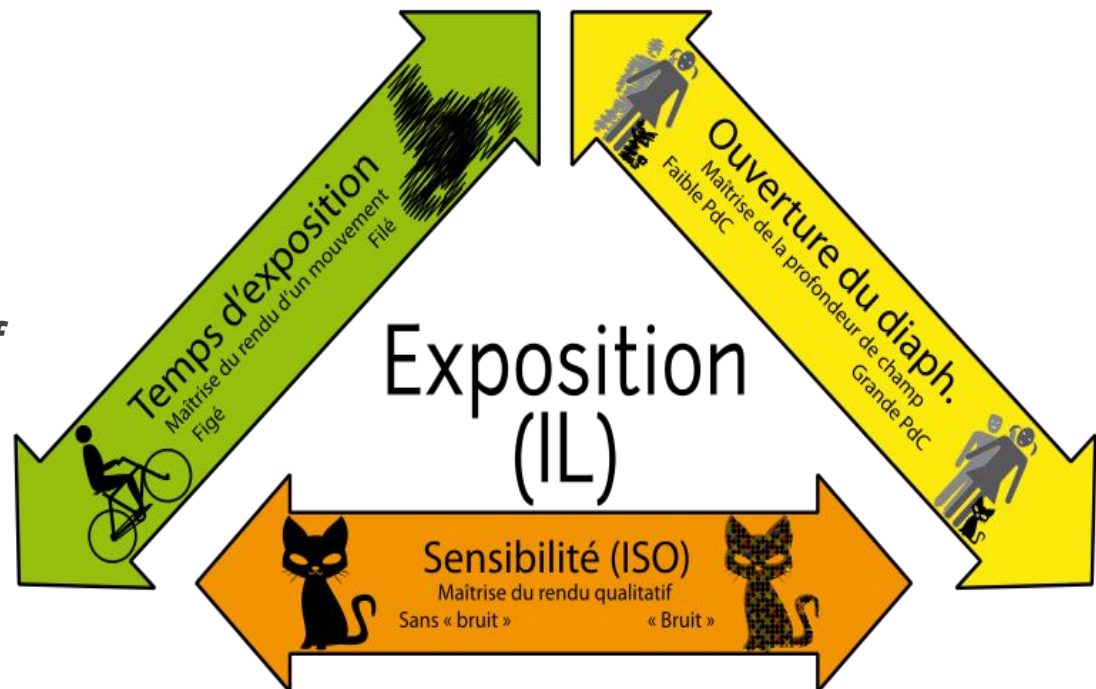 Temps d'exposition
Maîtrise du rendu d'un mouvement
Figé
Filé
Ouverture du diaph.
Maîtrise de la profondeur de champ
Faible PdC
Grande PdC
Exposition
(IL)
Sensibilité (ISO)
Maîtrise du rendu qualitatif
Sans « bruit »
« Bruit »